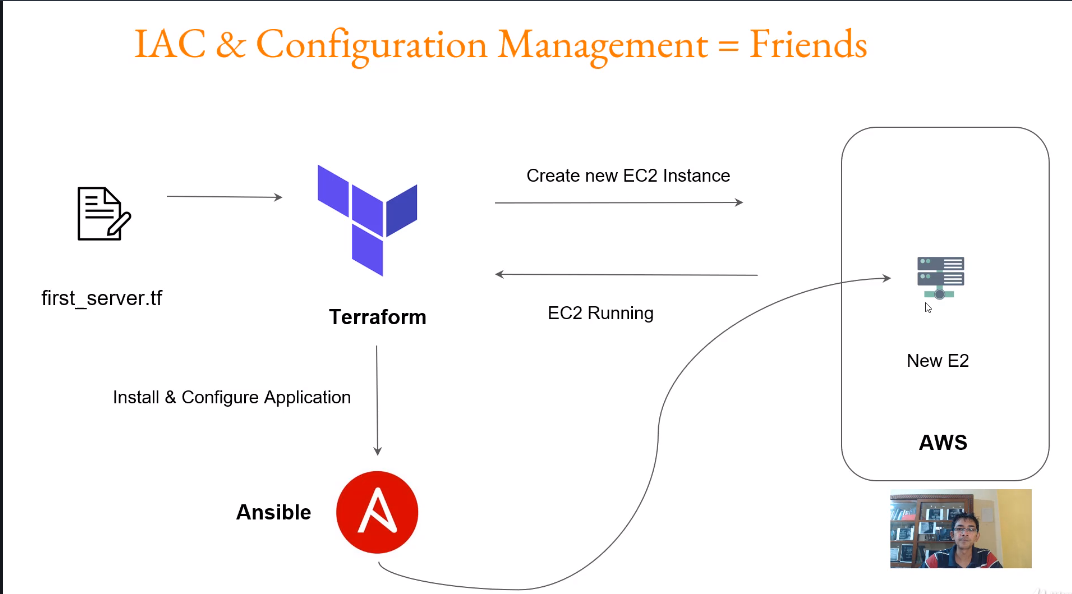 IAC & Configuration Management = Friends
Create new EC2 Instance
first_server.tf
Terraform
EC2 Running
New E2
Install & Configure Application
AWS
Ansible